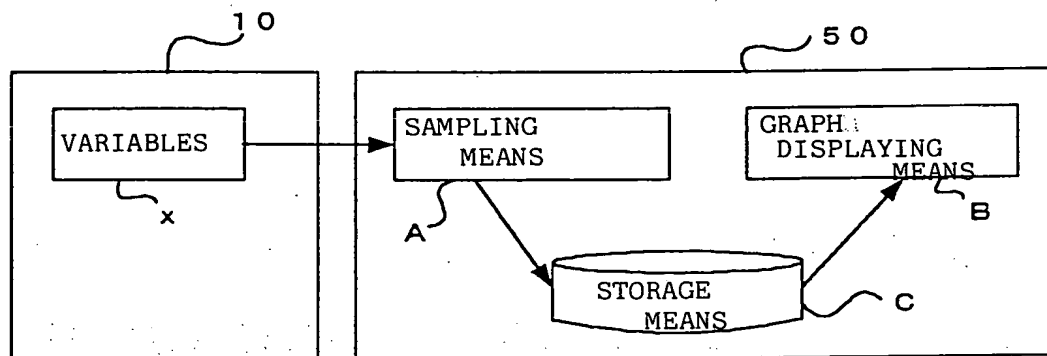 10
50
VARIABLES
SAMPLING
MEANS
GRAPH
DISPLAYING
MEANS
x
A
B
STORAGE
MEANS
C